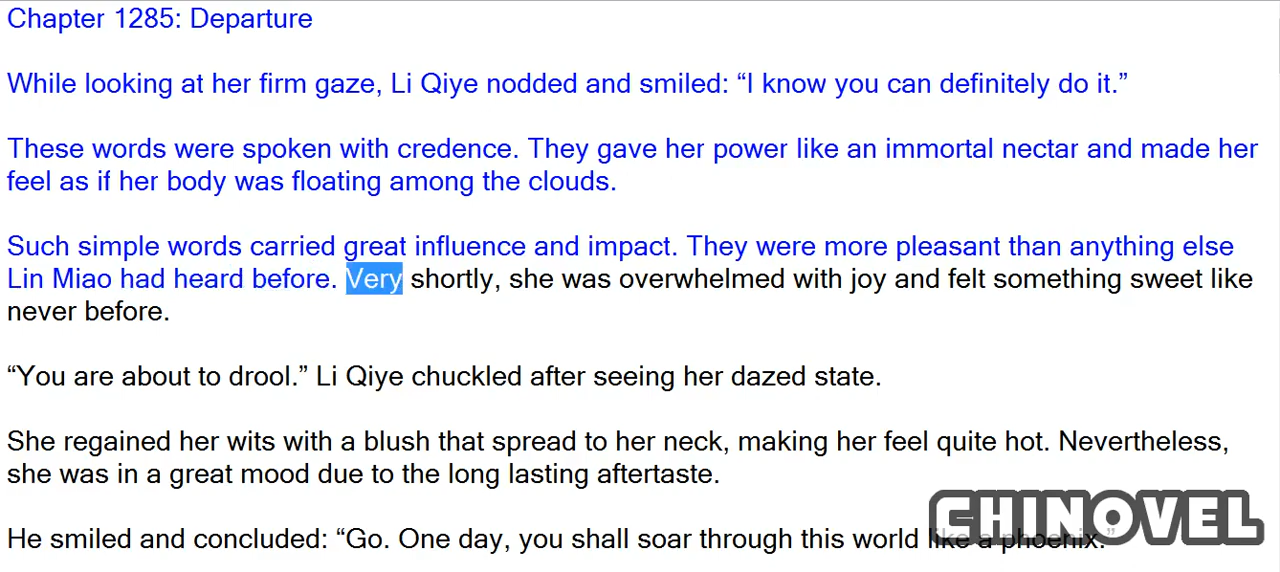 Chapter 1285: Departure
While looking at her firm gaze, Li Qiye nodded and smiled: “I know you can definitely do it.”
These words were spoken with credence. They gave her power like an immortal nectar and made her
feel as if her body was floating among the clouds.
Such simple words carried great influence and impact. They were more pleasant than anything else
Lin Miao had heard before. Very shortly, she was overwhelmed with joy and felt something sweet like
never before.
“You are about to drool.” Li Qiye chuckled after seeing her dazed state.
She regained her wits with a blush that spread to her neck, making her feel quite hot. Nevertheless,
she was in a great mood due to the long lasting aftertaste.
He smiled and concluded: “Go. One day, you shall soar through this world like a phoenix.”
CHINOVEL